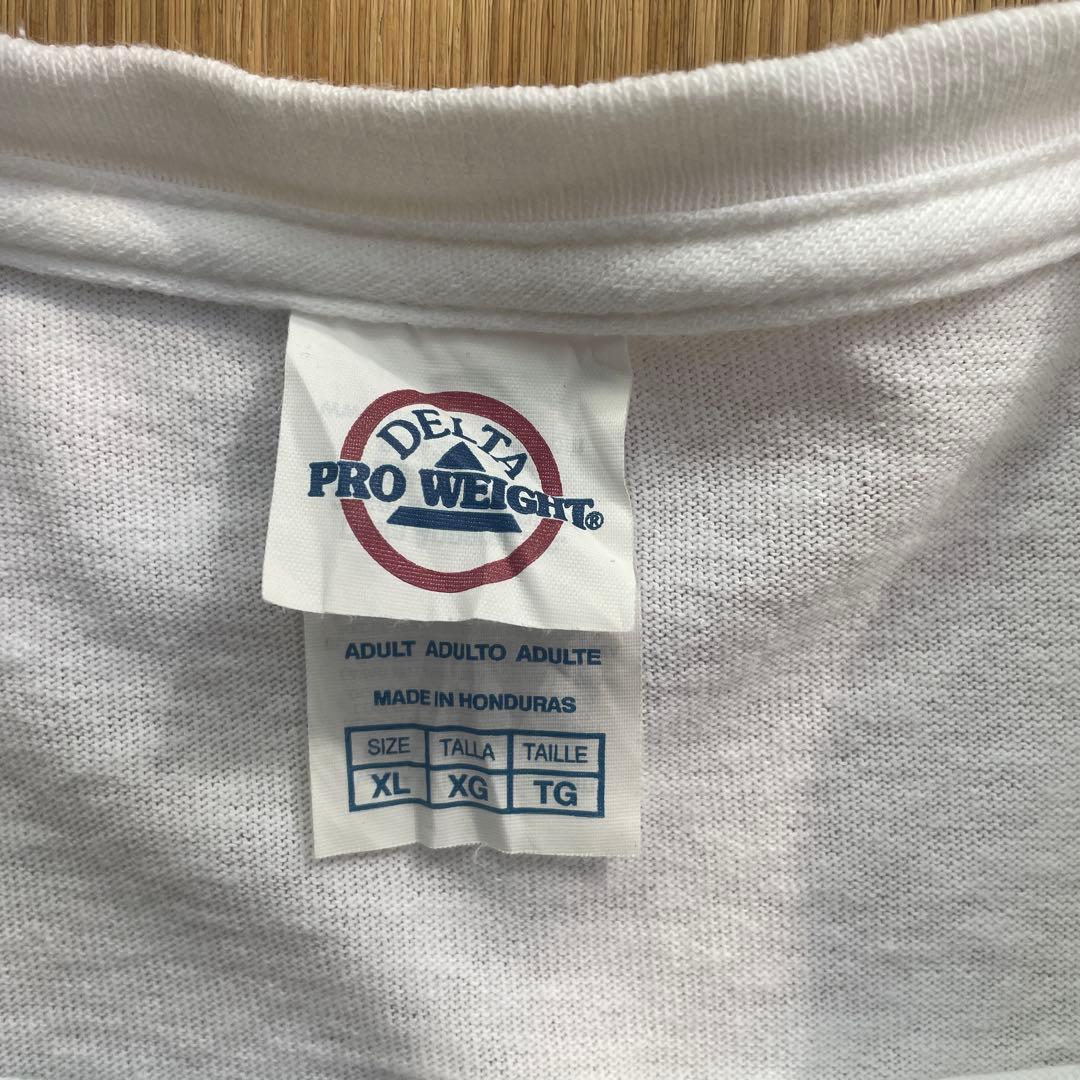 DELTA
PRO WEIGHT®
ADULT ADULTO ADULTE
MADE IN HONDURAS
SIZE TALLA TAILLE
XL XG TG